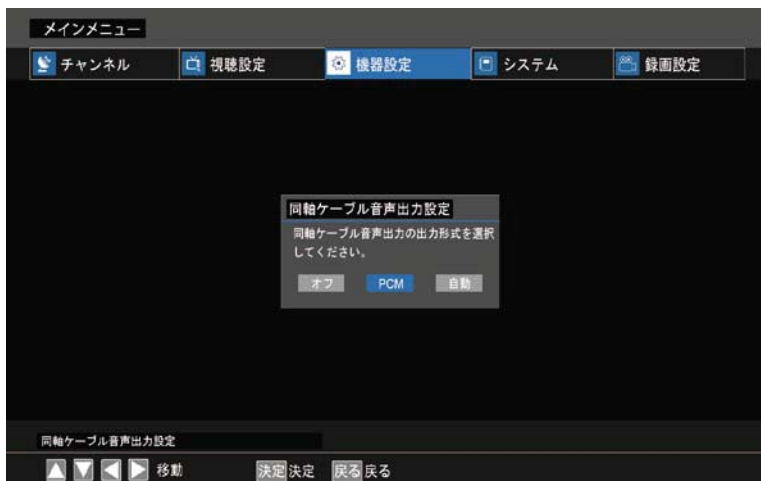 メインメニュー
チャンネル 視聴設定 機器設定 システム 録画設定
同軸ケーブル音声出力設定
同軸ケーブル音声出力の出力形式を選択
してください。
オフ PCM 自動
同軸ケーブル音声出力設定
移動 決定 決定 戻る 戻る